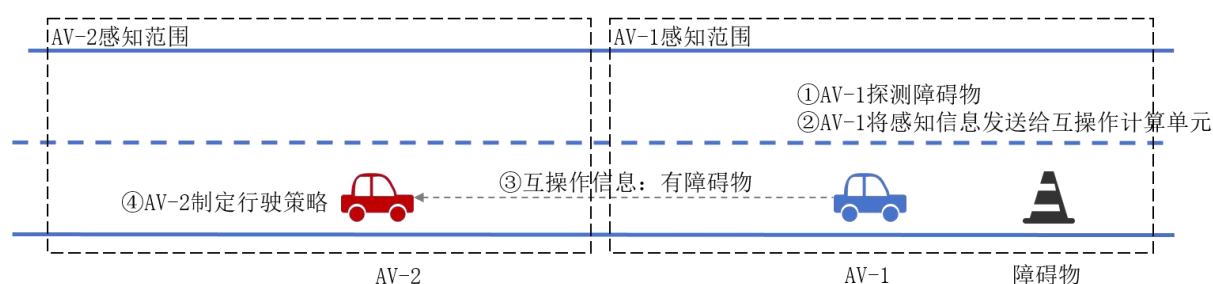 AV-2感知范围
AV-1感知范围
①AV-1探测障碍物
②AV-1将感知信息发送给互操作计算单元
③互操作信息：有障碍物
④AV-2制定行驶策略
AV-2
AV-1
障碍物